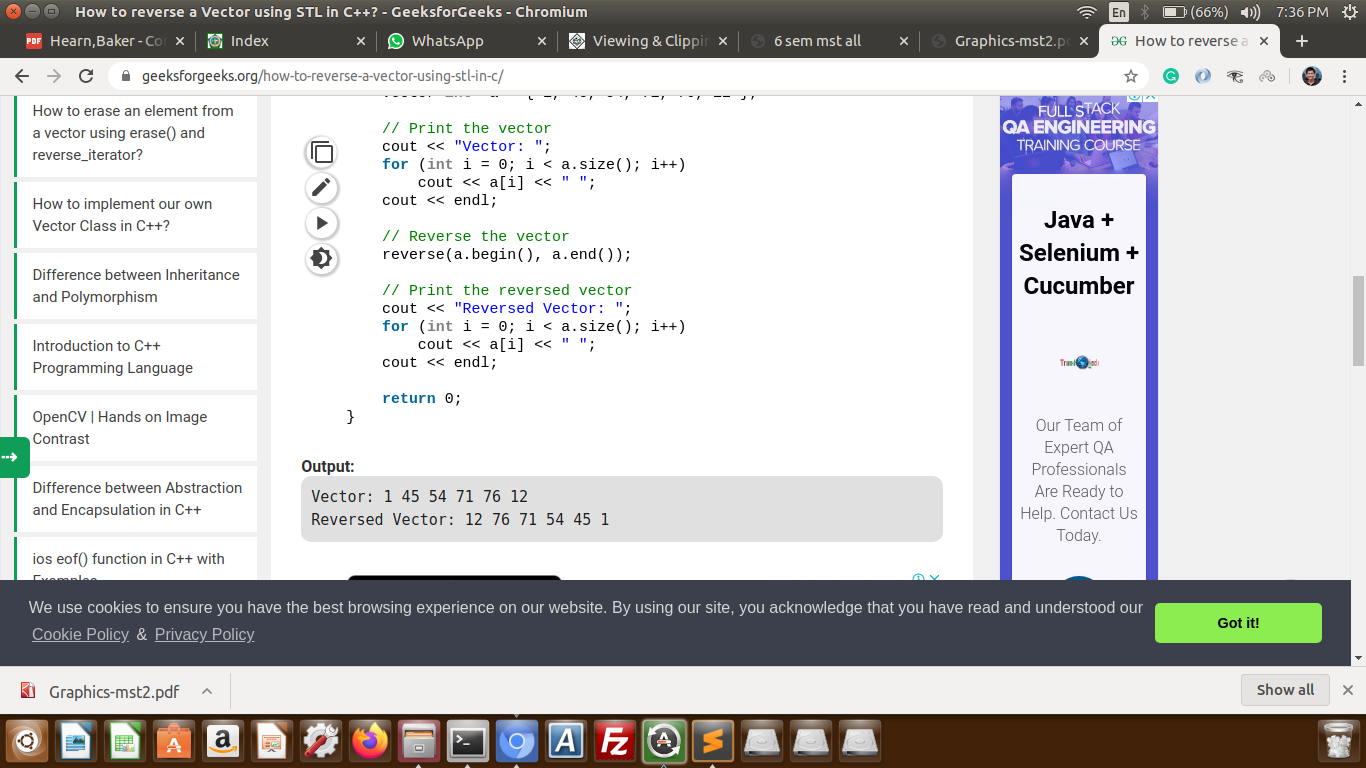 How to reverse a Vector using STL in C++? - GeeksforGeeks - Chromium
En
(66%)
7:36 PM
PDF
Hearn,Baker - Co
Index
WhatsApp
Viewing & Clippin
6 sem mst all
Graphics-mst2.p
How to reverse a
geeksforgeeks.org/how-to-reverse-a-vector-using-stl-in-c/
How to erase an element from
a vector using erase() and
reverse_iterator?
How to implement our own
Vector Class in C++?
Difference between Inheritance
and Polymorphism
Introduction to C++
Programming Language
OpenCV | Hands on Image
Contrast
Difference between Abstraction
and Encapsulation in C++
ios eof() function in C++ with
Examples
// Print the vector
cout << "Vector: ";
for (int i = 0; i < a.size(); i++)
cout << a[i] << " ";
cout << endl;
// Reverse the vector
reverse(a.begin(), a.end());
// Print the reversed vector
cout << "Reversed Vector: ";
for (int i = 0; i < a.size(); i++)
cout << a[i] << " ";
cout << endl;
return 0;
}
Output:
Vector: 1 45 54 71 76 12
Reversed Vector: 12 76 71 54 45 1
FULL STACK
QA ENGINEERING
TRAINING COURSE
Java +
Selenium +
Cucumber
Our Team of
Expert QA
Professionals
Are Ready to
Help. Contact Us
Today.
We use cookies to ensure you have the best browsing experience on our website. By using our site, you acknowledge that you have read and understood our
Cookie Policy & Privacy Policy
Got it!
Graphics-mst2.pdf
Show all